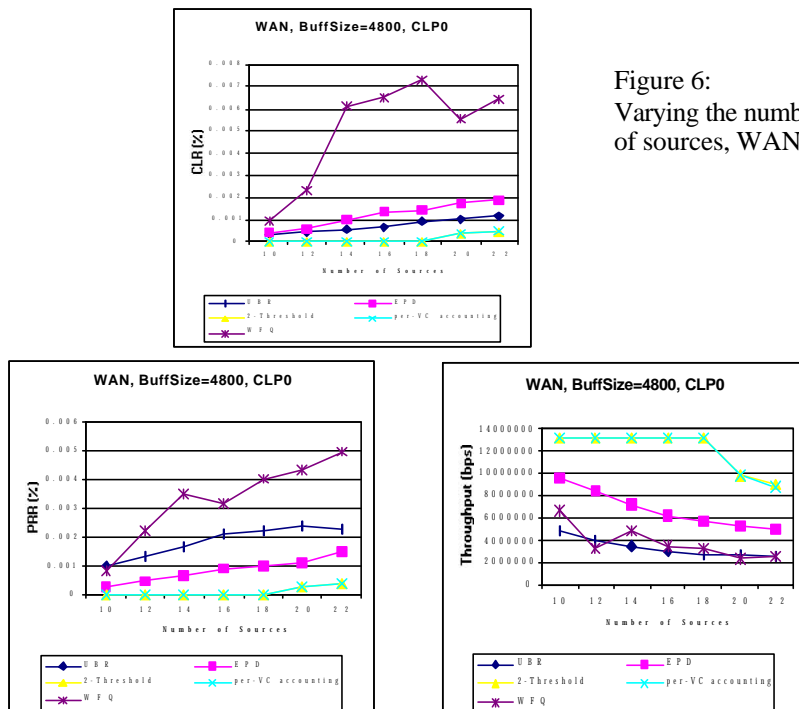 WAN, BuffSize=4800, CLP0
0.008
0.007
0.006
0.005
0.004
0.003
0.002
0.001
0
CLR (%)
10 12 14 16 18 20 22
Number of Sources
UBR EPD
2-Threshold per-VC accounting
WFQ
Figure 6:
Varying the numb
of sources, WAN
WAN, BuffSize=4800, CLP0
0.006
0.005
0.004
0.003
0.002
0.001
0
PRR (%)
10 12 14 16 18 20 22
Number of Sources
UBR EPD
2-Threshold per-VC accounting
WFQ
WAN, BuffSize=4800, CLP0
14000000
12000000
10000000
8000000
6000000
4000000
2000000
0
Throughput (bps)
10 12 14 16 18 20 22
Number of Sources
UBR EPD
2-Threshold per-VC accounting
WFQ